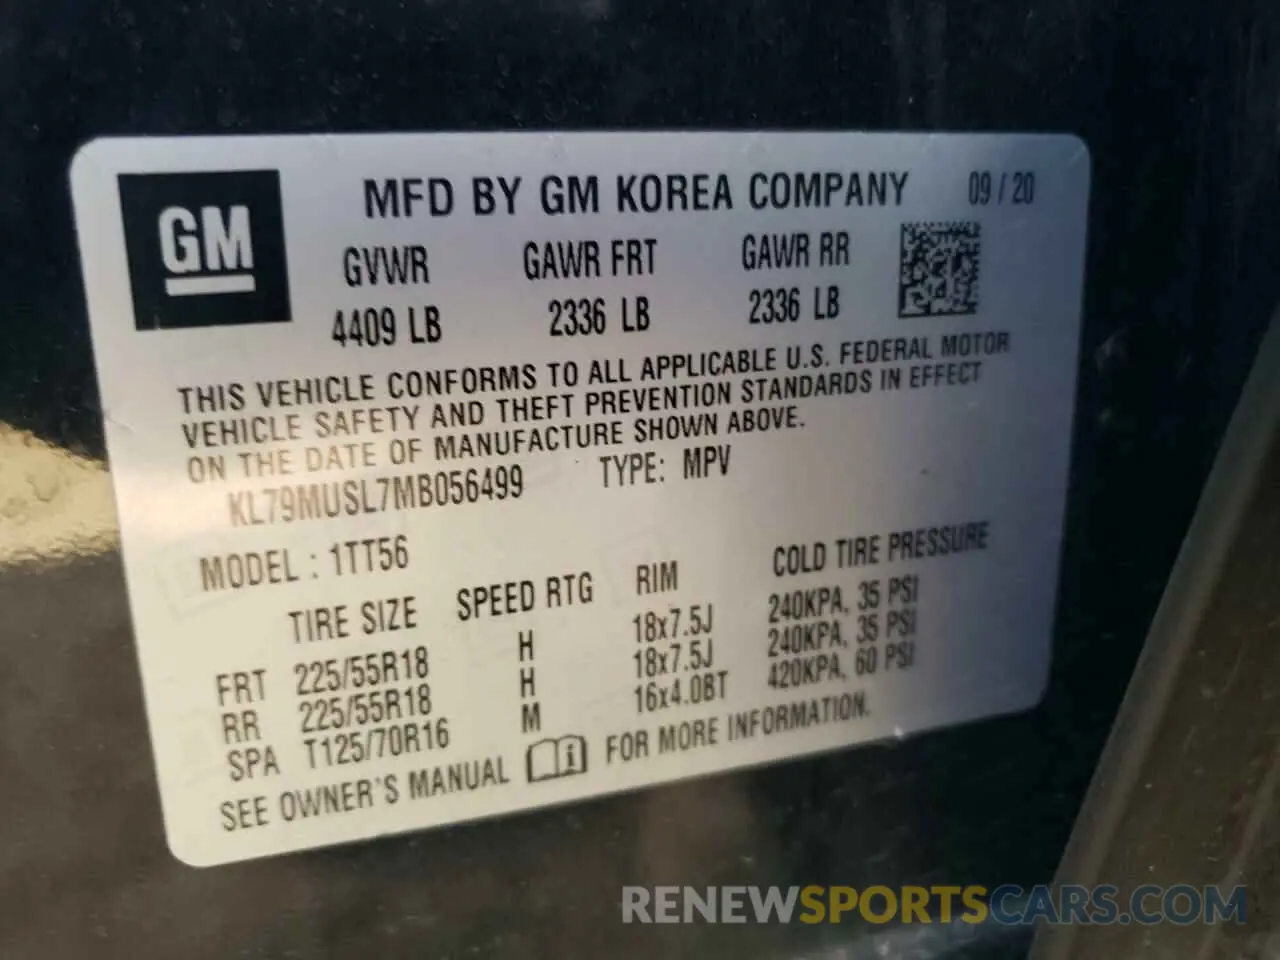 GM
MFD BY GM KOREA COMPANY 09 / 20
GVWR GAWR FRT GAWR RR
4409 LB 2336 LB 2336 LB
THIS VEHICLE CONFORMS TO ALL APPLICABLE U.S. FEDERAL MOTOR
VEHICLE SAFETY AND THEFT PREVENTION STANDARDS IN EFFECT
ON THE DATE OF MANUFACTURE SHOWN ABOVE.
KL79MUSL7MB056499 TYPE: MPV
MODEL : 1TT56
TIRE SIZE SPEED RTG RIM COLD TIRE PRESSURE
FRT 225/55R18 H 18x7.5J 240KPA, 35 PSI
RR 225/55R18 H 18x7.5J 240KPA, 35 PSI
SPA T125/70R16 M 16x4.0BT 420KPA, 60 PSI
SEE OWNER'S MANUAL i FOR MORE INFORMATION.
RENEWSPORTSCARS.COM